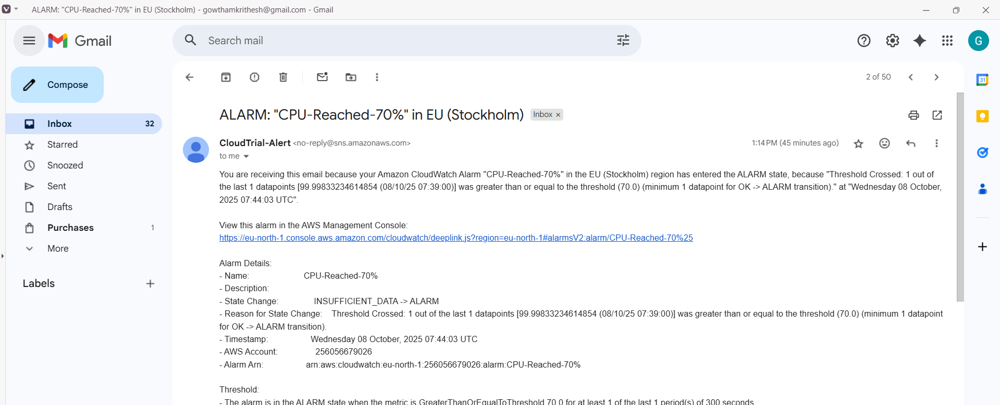 ALARM: "CPU-Reached-70%" in EU (Stockholm) - gowthamkrithesh@gmail.com - Gmail
Gmail
Search mail
G
Compose
2 of 50
ALARM: "CPU-Reached-70%" in EU (Stockholm) Inbox ×
Inbox 32
Starred
Snoozed
Sent
Drafts
Purchases 1
More
Labels
CloudTrial-Alert <no-reply@sns.amazonaws.com> 1:14 PM (45 minutes ago)
to me
You are receiving this email because your Amazon CloudWatch Alarm "CPU-Reached-70%" in the EU (Stockholm) region has entered the ALARM state, because "Threshold Crossed: 1 out of
the last 1 datapoints [99.99833234614854 (08/10/25 07:39:00)] was greater than or equal to the threshold (70.0) (minimum 1 datapoint for OK -> ALARM transition)." at "Wednesday 08 October,
2025 07:44:03 UTC".
View this alarm in the AWS Management Console:
https://eu-north-1.console.aws.amazon.com/cloudwatch/deeplink.js?region=eu-north-1#alarmsV2:alarm/CPU-Reached-70%25
Alarm Details:
- Name: CPU-Reached-70%
- Description:
- State Change: INSUFFICIENT_DATA -> ALARM
- Reason for State Change: Threshold Crossed: 1 out of the last 1 datapoints [99.99833234614854 (08/10/25 07:39:00)] was greater than or equal to the threshold (70.0) (minimum 1 datapoint
for OK -> ALARM transition).
- Timestamp: Wednesday 08 October, 2025 07:44:03 UTC
- AWS Account: 256056679026
- Alarm Arn: arn:aws:cloudwatch:eu-north-1:256056679026:alarm:CPU-Reached-70%
Threshold:
- The alarm is in the ALARM state when the metric is GreaterThanOrEqualToThreshold 70.0 for at least 1 of the last 1 period(s) of 300 seconds
31